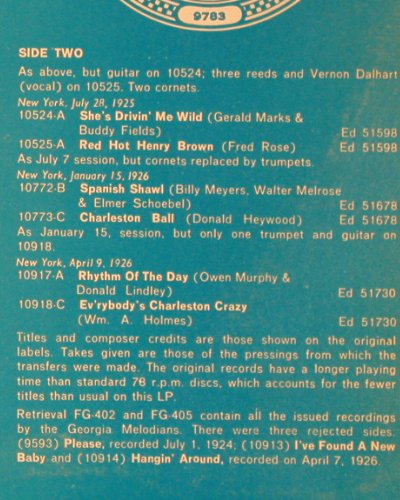 9783
SIDE TWO
As above, but guitar on 10524; three reeds and Vernon Dalhart
(vocal) on 10525. Two cornets.
New York, July 28, 1925
10524-A She's Drivin' Me Wild (Gerald Marks &
Buddy Fields) Ed 51598
10525-A Red Hot Henry Brown (Fred Rose) Ed 51598
As July 7 session, but cornets replaced by trumpets.
New York, January 15, 1926
10772-B Spanish Shawl (Billy Meyers, Walter Melrose
& Elmer Schoebel) Ed 51678
10773-C Charleston Ball (Donald Heywood) Ed 51678
As January 15, session, but only one trumpet and guitar on
10918.
New York, April 9, 1926
10917-A Rhythm Of The Day (Owen Murphy &
Donald Lindley) Ed 51730
10918-C Ev'rybody's Charleston Crazy
(Wm. A. Holmes) Ed 51730
Titles and composer credits are those shown on the original
labels. Takes given are those of the pressings from which the
transfers were made. The original records have a longer playing
time than standard 78 r.p.m. discs, which accounts for the fewer
titles than usual on this LP.
Retrieval FG-402 and FG-405 contain all the issued recordings
by the Georgia Melodians. There were three rejected sides:
(9593) Please, recorded July 1, 1924; (10913) I've Found A New
Baby and (10914) Hangin' Around, recorded on April 7, 1926.